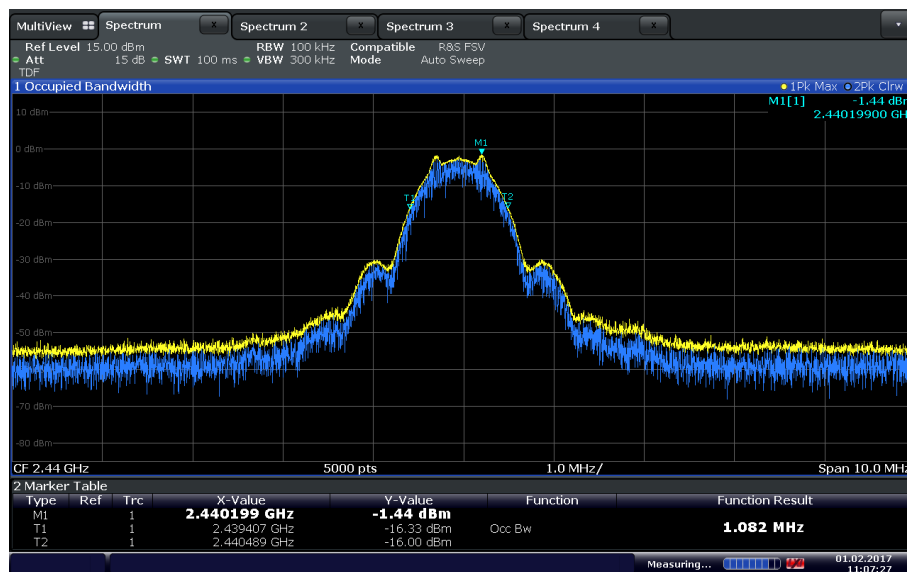 MultiView Spectrum x Spectrum 2 x Spectrum 3 x Spectrum 4 x
Ref Level 15.00 dBm RBW 100 kHz Compatible R&S FSV
Att 15 dB SWT 100 ms VBW 300 kHz Mode Auto Sweep
TDF
1 Occupied Bandwidth 1Pk Max 2Pk Clrw
M1[1] -1.44 dBm
2.44019900 GH
10 dBm
0 dBm
M1
-10 dBm
T1 T2
-20 dBm
-30 dBm
-40 dBm
-50 dBm
-70 dBm
-80 dBm
CF 2.44 GHz 5000 pts 1.0 MHz/ Span 10.0 MHz
2 Marker Table
Type Ref Trc X-Value Y-Value Function Function Result
M1 1 2.440199 GHz -1.44 dBm
T1 1 2.439407 GHz -16.33 dBm Occ Bw 1.082 MHz
T2 1 2.440489 GHz -16.00 dBm
Measuring... 01.02.2017
11:07:27